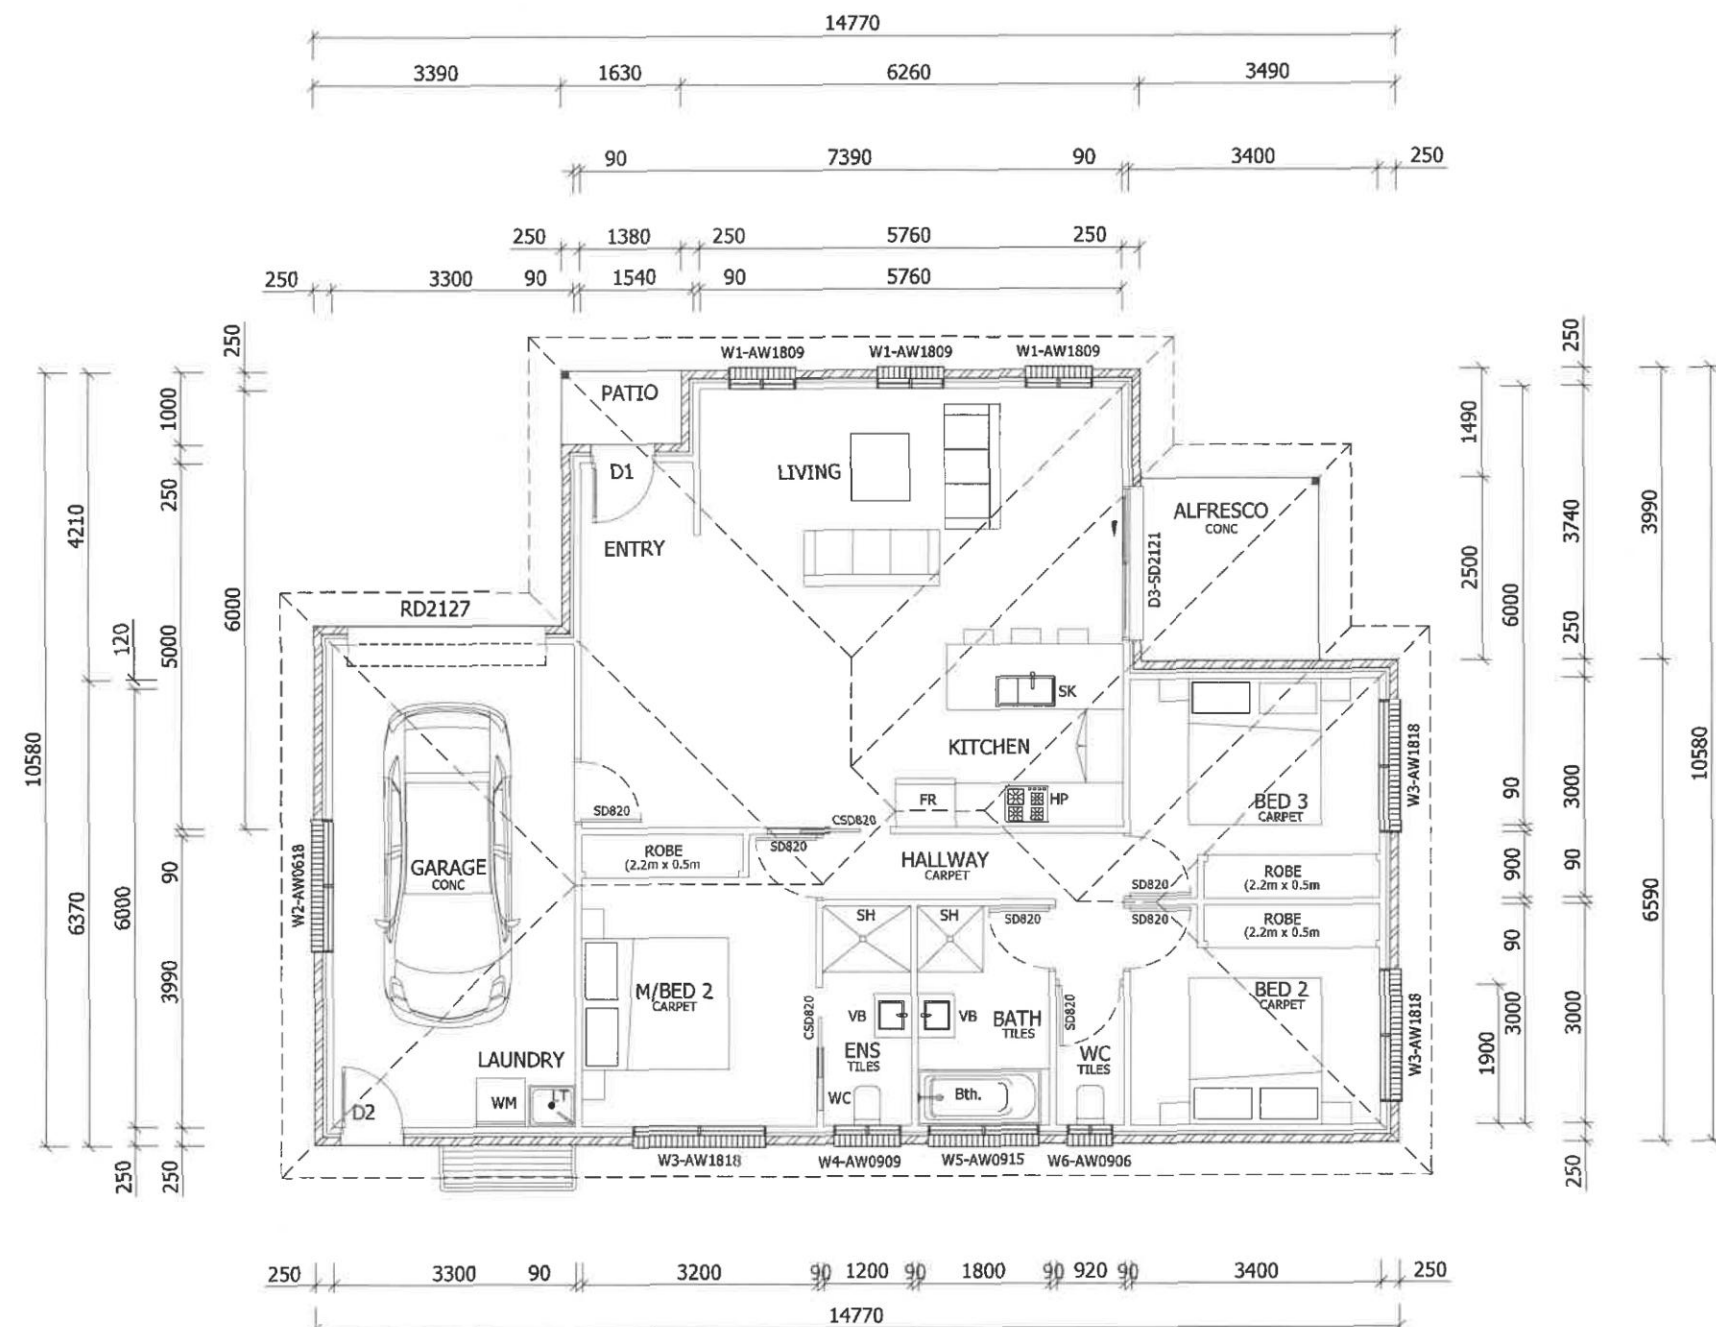 14770
3390 1630 6260 3490
90 7390 90 3400 250
250 1380 250 5760 250
250 3300 90 1540 90 5760
W1-AW1809 W1-AW1809 W1-AW1809
PATIO
D1
LIVING
ENTRY
ALFRESCO
CONC
D3-SD2121
RD2127
SK
KITCHEN
FR
HP
CSD820
SD820
SD820
BED 3
CARPET
W3-AW1818
ROBE
(2.2m x 0.5m
HALLWAY
CARPET
ROBE
(2.2m x 0.5m
SD820
SD820
ROBE
(2.2m x 0.5m
GARAGE
CONC
W2-AW0618
SH
SH
SD820
M/BED 2
CARPET
CSD820
VB
VB
BATH
TILES
SD820
BED 2
CARPET
W3-AW1818
ENS
TILES
WC
TILES
LAUNDRY
WM
LT
WC
Bth.
D2
W3-AW1818
W4-AW0909
W5-AW0915
W6-AW0906
10580
4210
6370
120
6000
250
1000
250
5000
90
3990
250
250
6000
1490
2500
1900
6000
90
900
90
3000
250
3740
250
3000
90
3000
250
3990
6590
10580
250 3300 90 3200 90 1200 90 1800 90 920 90 3400 250
14770